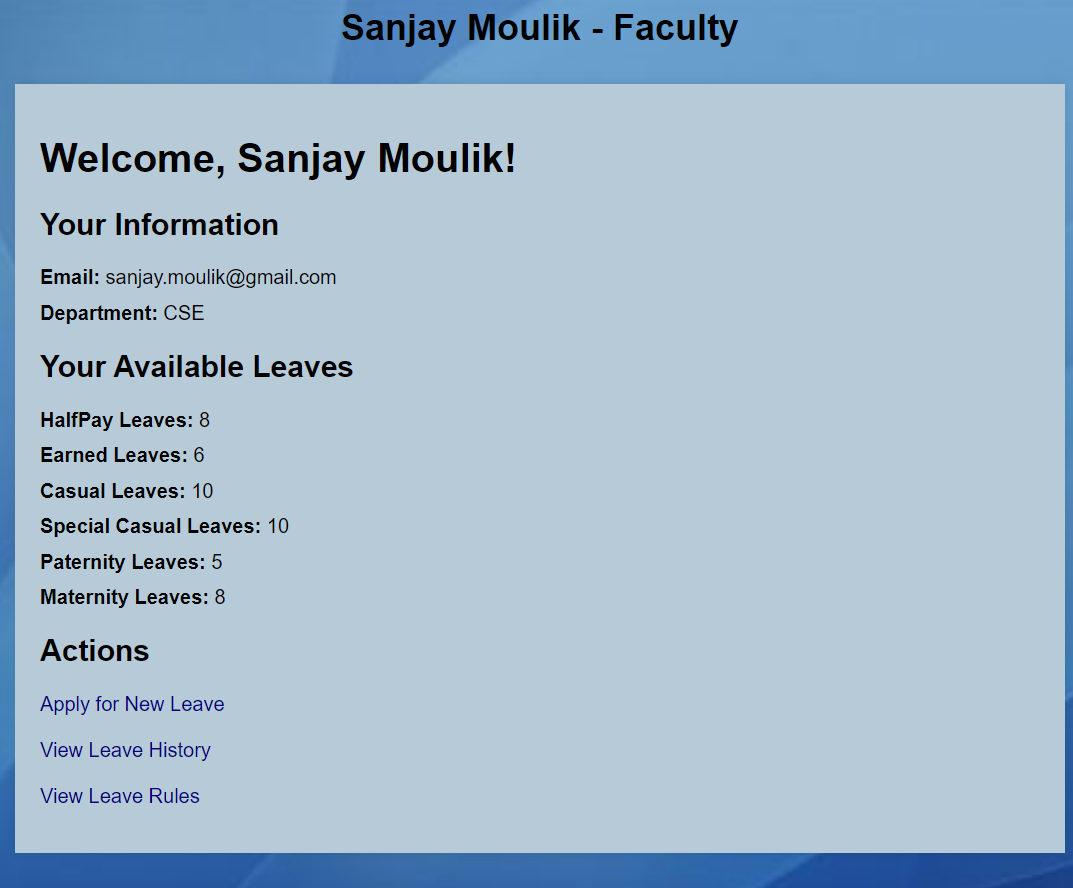 Sanjay Moulik - Faculty
Welcome, Sanjay Moulik!
Your Information
Email: sanjay.moulik@gmail.com
Department: CSE
Your Available Leaves
HalfPay Leaves: 8
Earned Leaves: 6
Casual Leaves: 10
Special Casual Leaves: 10
Paternity Leaves: 5
Maternity Leaves: 8
Actions
Apply for New Leave
View Leave History
View Leave Rules